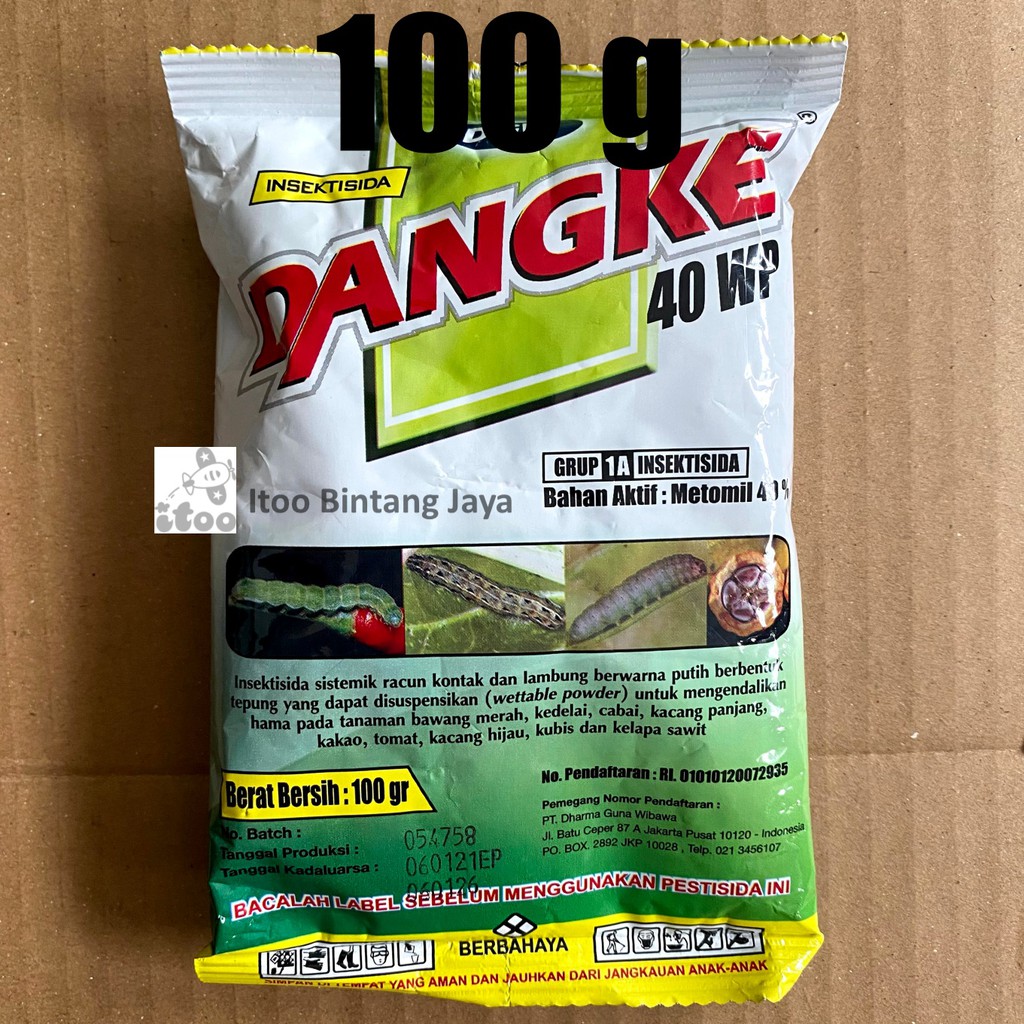 100 g
INSEKTISIDA
DANGKE
40 WP
®
GRUP 1A INSEKTISIDA
Bahan Aktif : Metomil 40%
itoo
Itoo Bintang Jaya
Insektisida sistemik racun kontak dan lambung berwarna putih berbentuk
tepung yang dapat disuspensikan (wettable powder) untuk mengendalikan
hama pada tanaman bawang merah, kedelai, cabai, kacang panjang,
kakao, tomat, kacang hijau, kubis dan kelapa sawit
Berat Bersih : 100 gr
No. Batch : 054758
Tanggal Produksi : 060121EP
Tanggal Kadaluarsa : 060126
No. Pendaftaran : RI. 01010120072935
Pemegang Nomor Pendaftaran :
PT. Dharma Guna Wibawa
Jl. Batu Ceper 87 A Jakarta Pusat 10120 - Indonesia
PO. BOX. 2892 JKP 10028 , Telp. 021 3456107
BACALAH LABEL SEBELUM MENGGUNAKAN PESTISIDA INI
BERBAHAYA
SIMPAN DI TEMPAT YANG AMAN DAN JAUHKAN DARI JANGKAUAN ANAK-ANAK